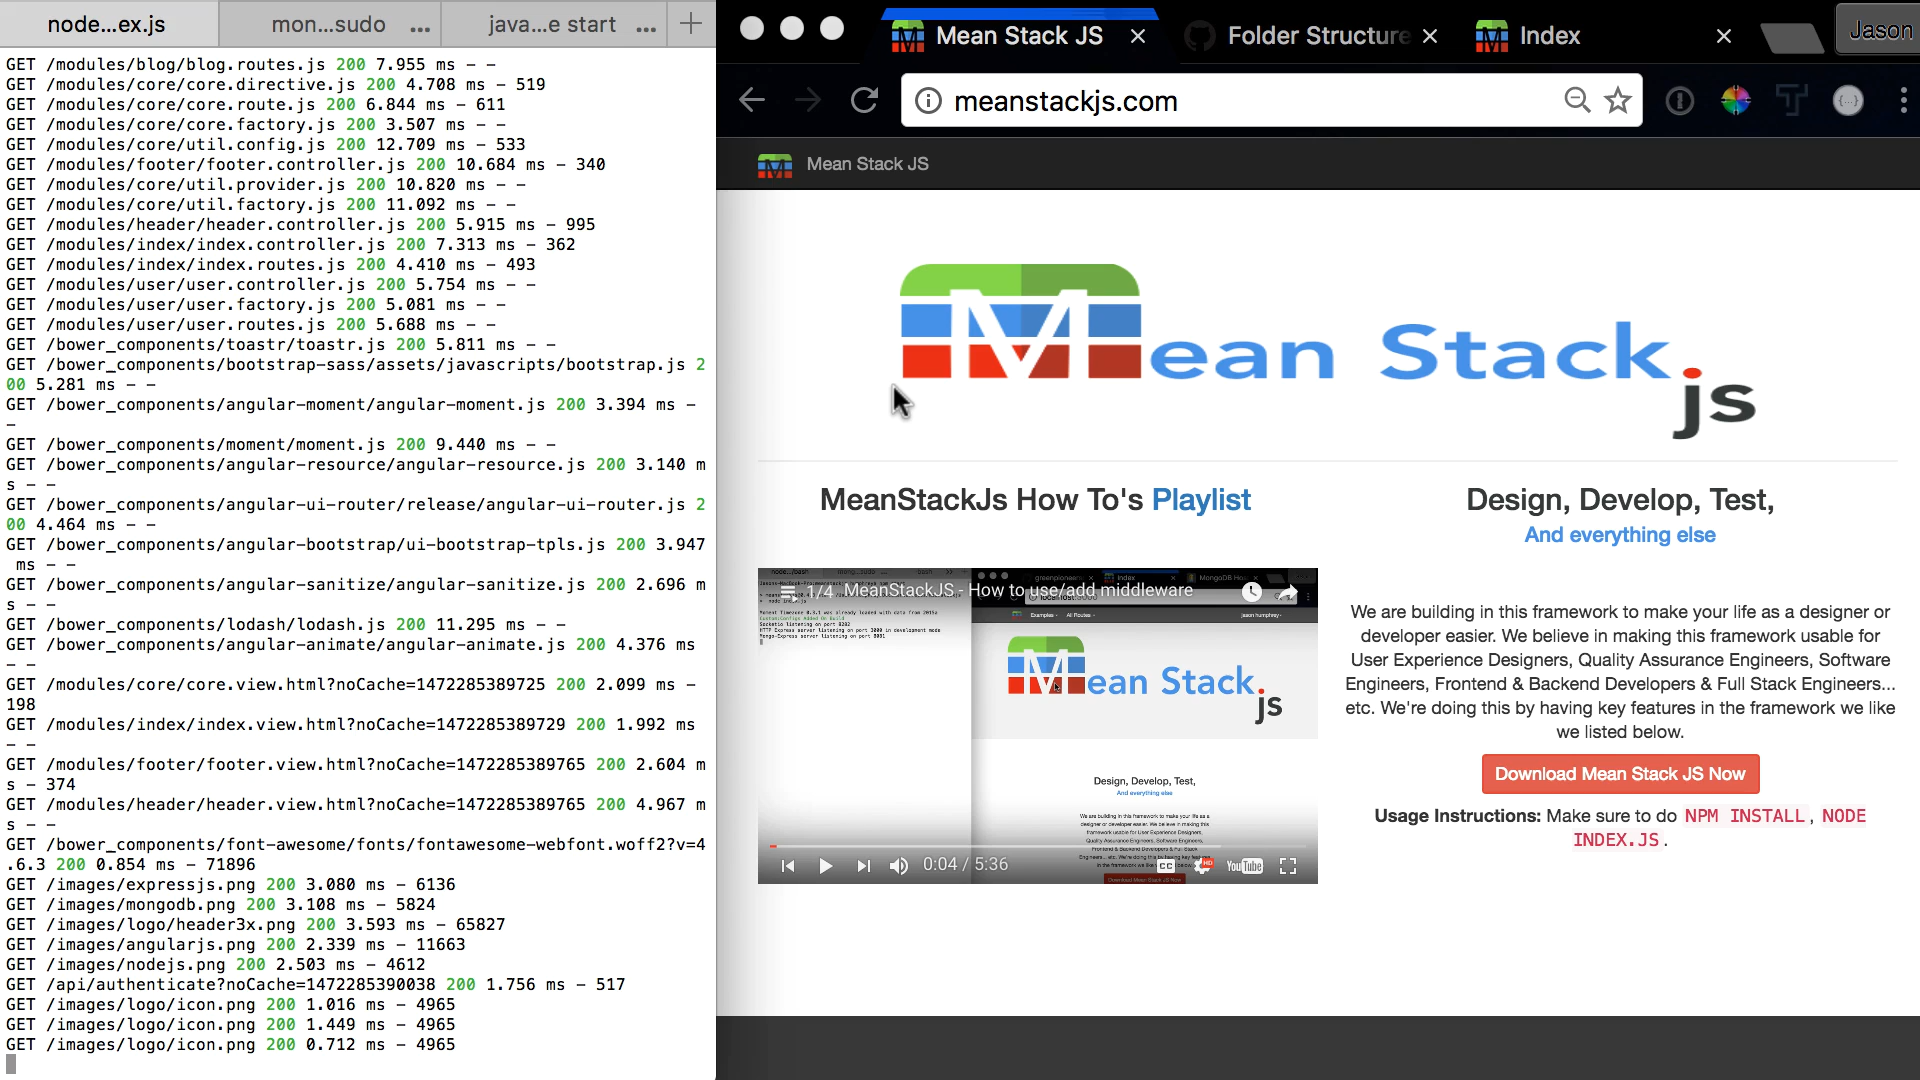 node...ex.js
mon...sudo ...
java...e start ...
GET /modules/blog/blog.routes.js 200 7.955 ms - -
GET /modules/core/core.directive.js 200 4.708 ms - 519
GET /modules/core/core.route.js 200 6.844 ms - 611
GET /modules/core/core.factory.js 200 3.507 ms - -
GET /modules/core/util.config.js 200 12.709 ms - 533
GET /modules/footer/footer.controller.js 200 10.684 ms - 340
GET /modules/core/util.provider.js 200 10.820 ms - -
GET /modules/core/util.factory.js 200 11.092 ms - -
GET /modules/header/header.controller.js 200 5.915 ms - 995
GET /modules/index/index.controller.js 200 7.313 ms - 362
GET /modules/index/index.routes.js 200 4.410 ms - 493
GET /modules/user/user.controller.js 200 5.754 ms - -
GET /modules/user/user.factory.js 200 5.081 ms - -
GET /modules/user/user.routes.js 200 5.688 ms - -
GET /bower_components/toastr/toastr.js 200 5.811 ms - -
GET /bower_components/bootstrap-sass/assets/javascripts/bootstrap.js 2
00 5.281 ms - -
GET /bower_components/angular-moment/angular-moment.js 200 3.394 ms -
-
GET /bower_components/moment/moment.js 200 9.440 ms - -
GET /bower_components/angular-resource/angular-resource.js 200 3.140 m
s - -
GET /bower_components/angular-ui-router/release/angular-ui-router.js 2
00 4.464 ms - -
GET /bower_components/angular-bootstrap/ui-bootstrap-tpls.js 200 3.947
ms - -
GET /bower_components/angular-sanitize/angular-sanitize.js 200 2.696 m
s - -
GET /bower_components/lodash/lodash.js 200 11.295 ms - -
GET /bower_components/angular-animate/angular-animate.js 200 4.376 ms
- -
GET /modules/core/core.view.html?noCache=1472285389725 200 2.099 ms -
198
GET /modules/index/index.view.html?noCache=1472285389729 200 1.992 ms
- -
GET /modules/footer/footer.view.html?noCache=1472285389765 200 2.604 m
s - 374
GET /modules/header/header.view.html?noCache=1472285389765 200 4.967 m
s - -
GET /bower_components/font-awesome/fonts/fontawesome-webfont.woff2?v=4
.6.3 200 0.854 ms - 71896
GET /images/expressjs.png 200 3.080 ms - 6136
GET /images/mongodb.png 200 3.108 ms - 5824
GET /images/logo/header3x.png 200 3.593 ms - 65827
GET /images/angularjs.png 200 2.339 ms - 11663
GET /images/nodejs.png 200 2.503 ms - 4612
GET /api/authenticate?noCache=1472285390038 200 1.756 ms - 517
GET /images/logo/icon.png 200 1.016 ms - 4965
GET /images/logo/icon.png 200 1.449 ms - 4965
GET /images/logo/icon.png 200 0.712 ms - 4965
Mean Stack JS
Folder Structure
Index
Jason
meanstackjs.com
Mean Stack JS
Mean Stack.js
MeanStackJs How To's Playlist
1/4 MeanStackJS - How to use/add middleware
Mean Stack.js
Design, Develop, Test,
And everything else
0:04 / 5:36
CC
HD
YouTube
Design, Develop, Test,
And everything else
We are building in this framework to make your life as a designer or
developer easier. We believe in making this framework usable for
User Experience Designers, Quality Assurance Engineers, Software
Engineers, Frontend & Backend Developers & Full Stack Engineers...
etc. We're doing this by having key features in the framework we like
we listed below.
Download Mean Stack JS Now
Usage Instructions: Make sure to do NPM INSTALL, NODE
INDEX.JS.